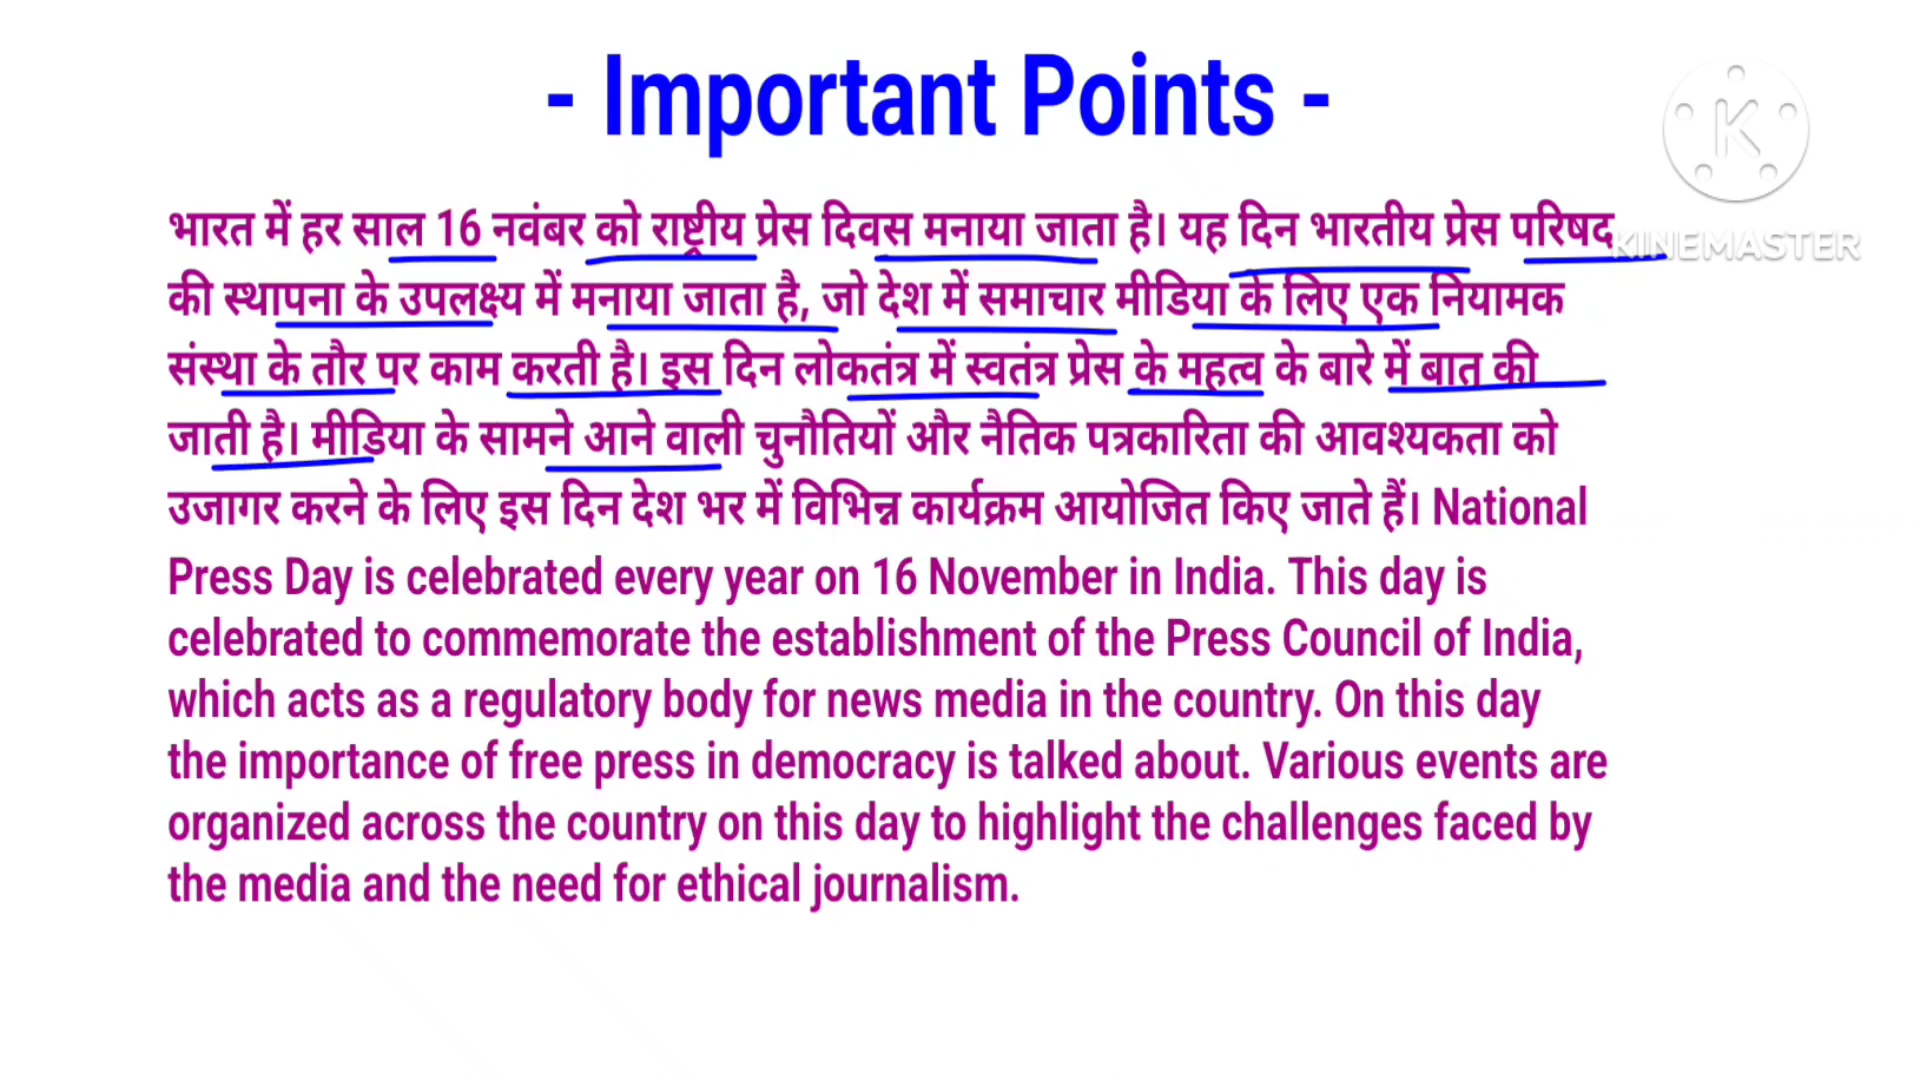 - Important Points -
भारत में हर साल 16 नवंबर को राष्ट्रीय प्रेस दिवस मनाया जाता है। यह दिन भारतीय प्रेस परिषद
की स्थापना के उपलक्ष्य में मनाया जाता है, जो देश में समाचार मीडिया के लिए एक नियामक
संस्था के तौर पर काम करती है। इस दिन लोकतंत्र में स्वतंत्र प्रेस के महत्व के बारे में बात की
जाती है। मीडिया के सामने आने वाली चुनौतियों और नैतिक पत्रकारिता की आवश्यकता को
उजागर करने के लिए इस दिन देश भर में विभिन्न कार्यक्रम आयोजित किए जाते हैं। National
Press Day is celebrated every year on 16 November in India. This day is
celebrated to commemorate the establishment of the Press Council of India,
which acts as a regulatory body for news media in the country. On this day
the importance of free press in democracy is talked about. Various events are
organized across the country on this day to highlight the challenges faced by
the media and the need for ethical journalism.
K
KINEMASTER